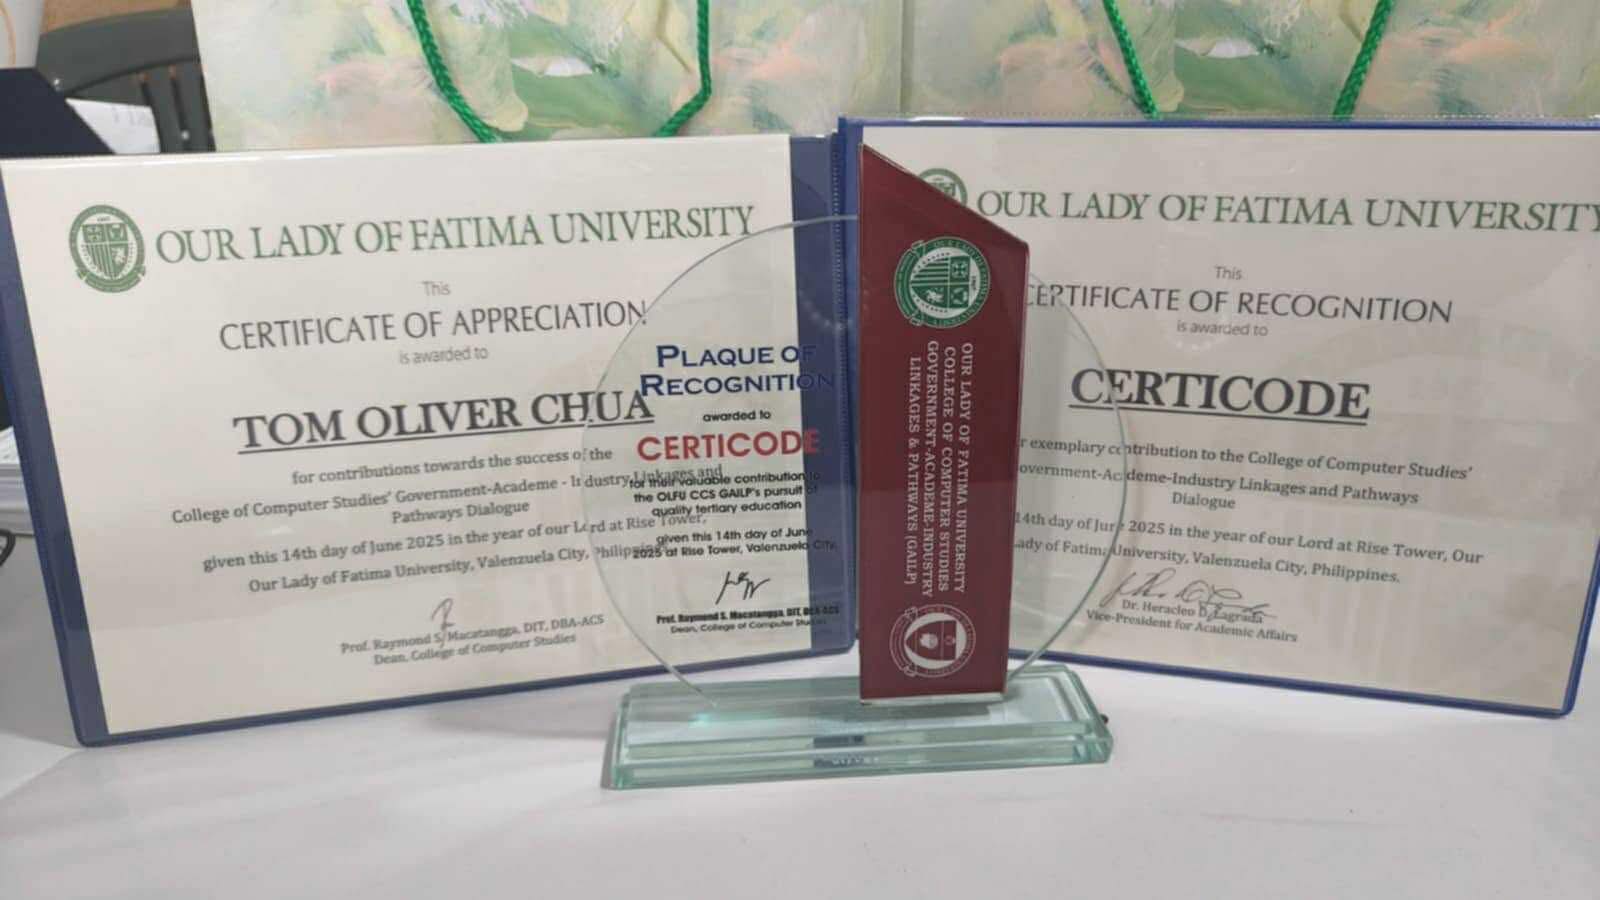 OUR LADY OF FATIMA UNIVERSITY
This
CERTIFICATE OF APPRECIATION
is awarded to
TOM OLIVER CHUA
for contributions towards the success of the
College of Computer Studies' Government-Academe - Industry Linkages and
Pathways Dialogue
given this 14th day of June 2025 in the year of our Lord at Rise Tower,
Our Lady of Fatima University, Valenzuela City, Philippines
Prof. Raymond S. Macatangga, DIT, DBA-ACS
Dean, College of Computer Studies
PLAQUE OF
RECOGNITION
awarded to
CERTICODE
for their valuable contribution to
the OLFU CCS GAILP's pursuit of
quality tertiary education
given this 14th day of June
2025 at Rise Tower, Valenzuela City.
Prof. Raymond S. Macatangga, DIT, DBA-ACS
Dean, College of Computer Studies
OUR LADY OF FATIMA UNIVERSITY
COLLEGE OF COMPUTER STUDIES
GOVERNMENT-ACADEME-INDUSTRY
LINKAGES & PATHWAYS (GAILP)
OUR LADY OF FATIMA UNIVERSITY
This
CERTIFICATE OF RECOGNITION
is awarded to
CERTICODE
exemplary contribution to the College of Computer Studies'
Government-Academe-Industry Linkages and Pathways
Dialogue
14th day of June 2025 in the year of our Lord at Rise Tower, Our
Lady of Fatima University, Valenzuela City, Philippines.
Dr. Heracleo D. Lagrada
Vice-President for Academic Affairs